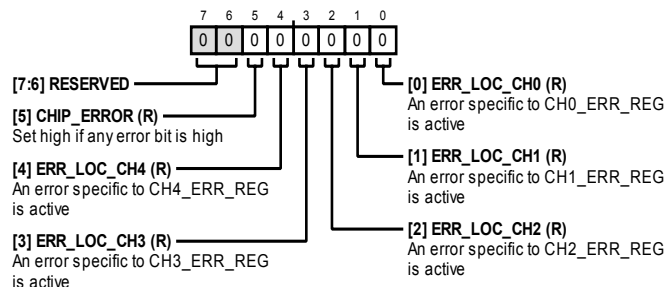 7 6 5 4 3 2 1 0
0 0 0 0 0 0 0 0
[7:6] RESERVED
[5] CHIP_ERROR (R)
Set high if any error bit is high
[4] ERR_LOC_CH4 (R)
An error specific to CH4_ERR_REG
is active
[3] ERR_LOC_CH3 (R)
An error specific to CH3_ERR_REG
is active
[0] ERR_LOC_CH0 (R)
An error specific to CH0_ERR_REG
is active
[1] ERR_LOC_CH1 (R)
An error specific to CH1_ERR_REG
is active
[2] ERR_LOC_CH2 (R)
An error specific to CH2_ERR_REG
is active